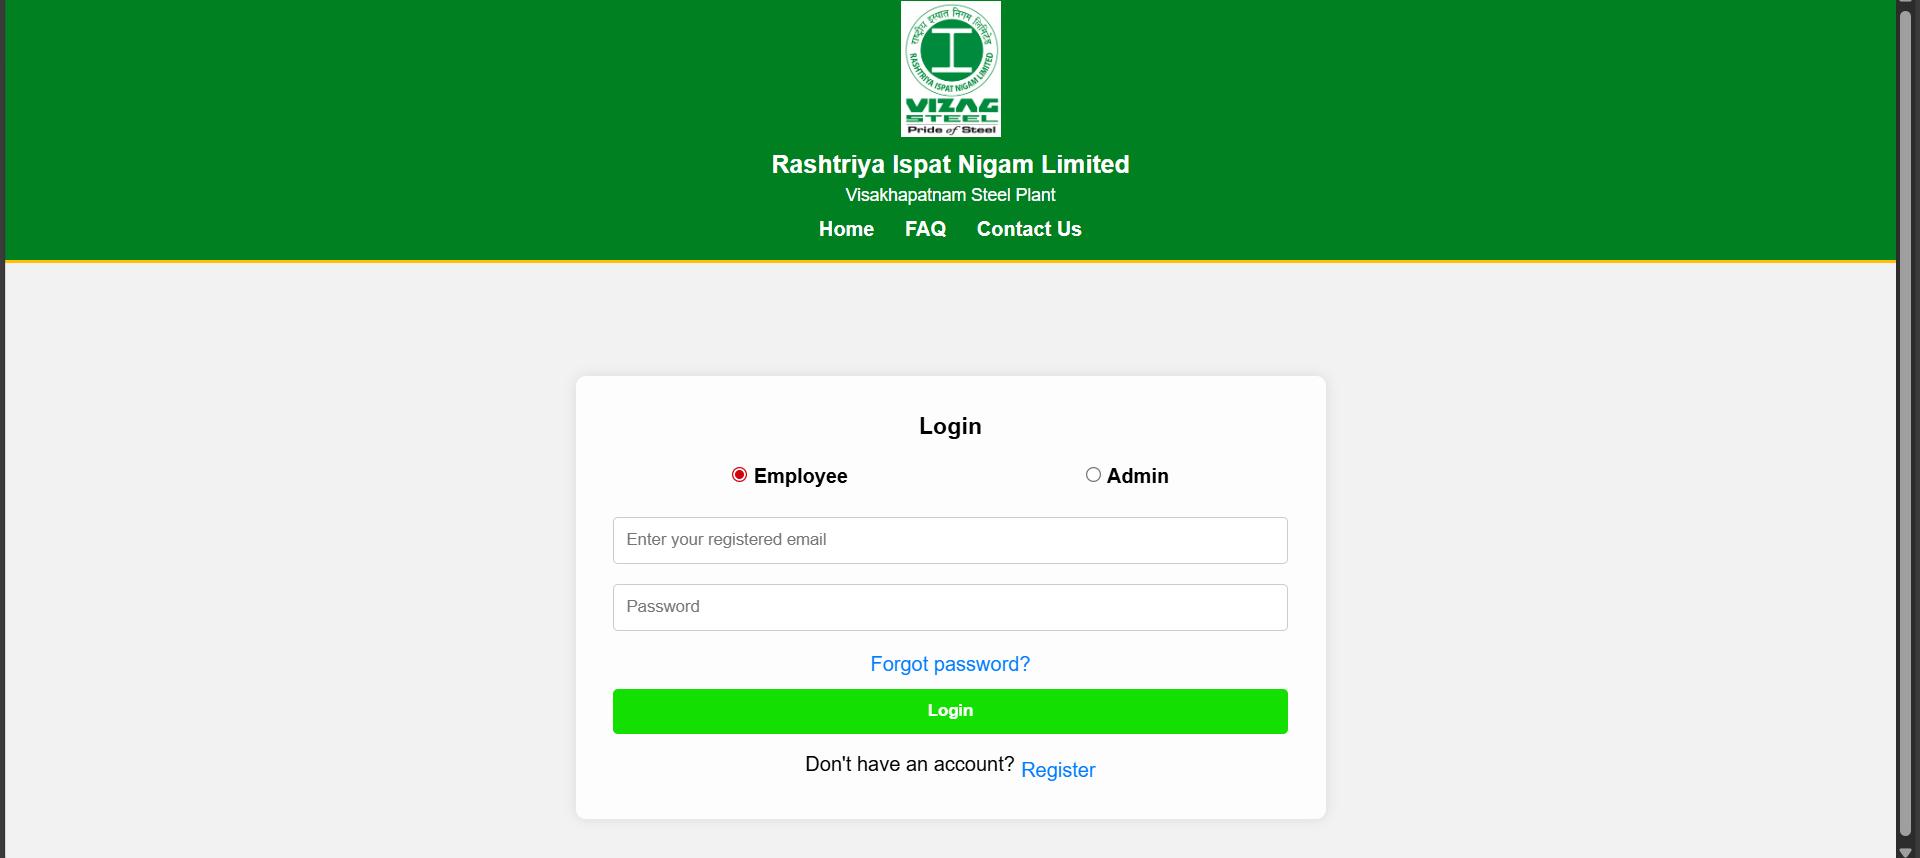 राष्ट्रीय इस्पात निगम लिमिटेड
RASHTRIYA ISPAT NIGAM LIMITED
VIZAG
STEEL
Pride of Steel
Rashtriya Ispat Nigam Limited
Visakhapatnam Steel Plant
Home FAQ Contact Us
Login
Employee Admin
Enter your registered email
Password
Forgot password?
Login
Don't have an account? Register